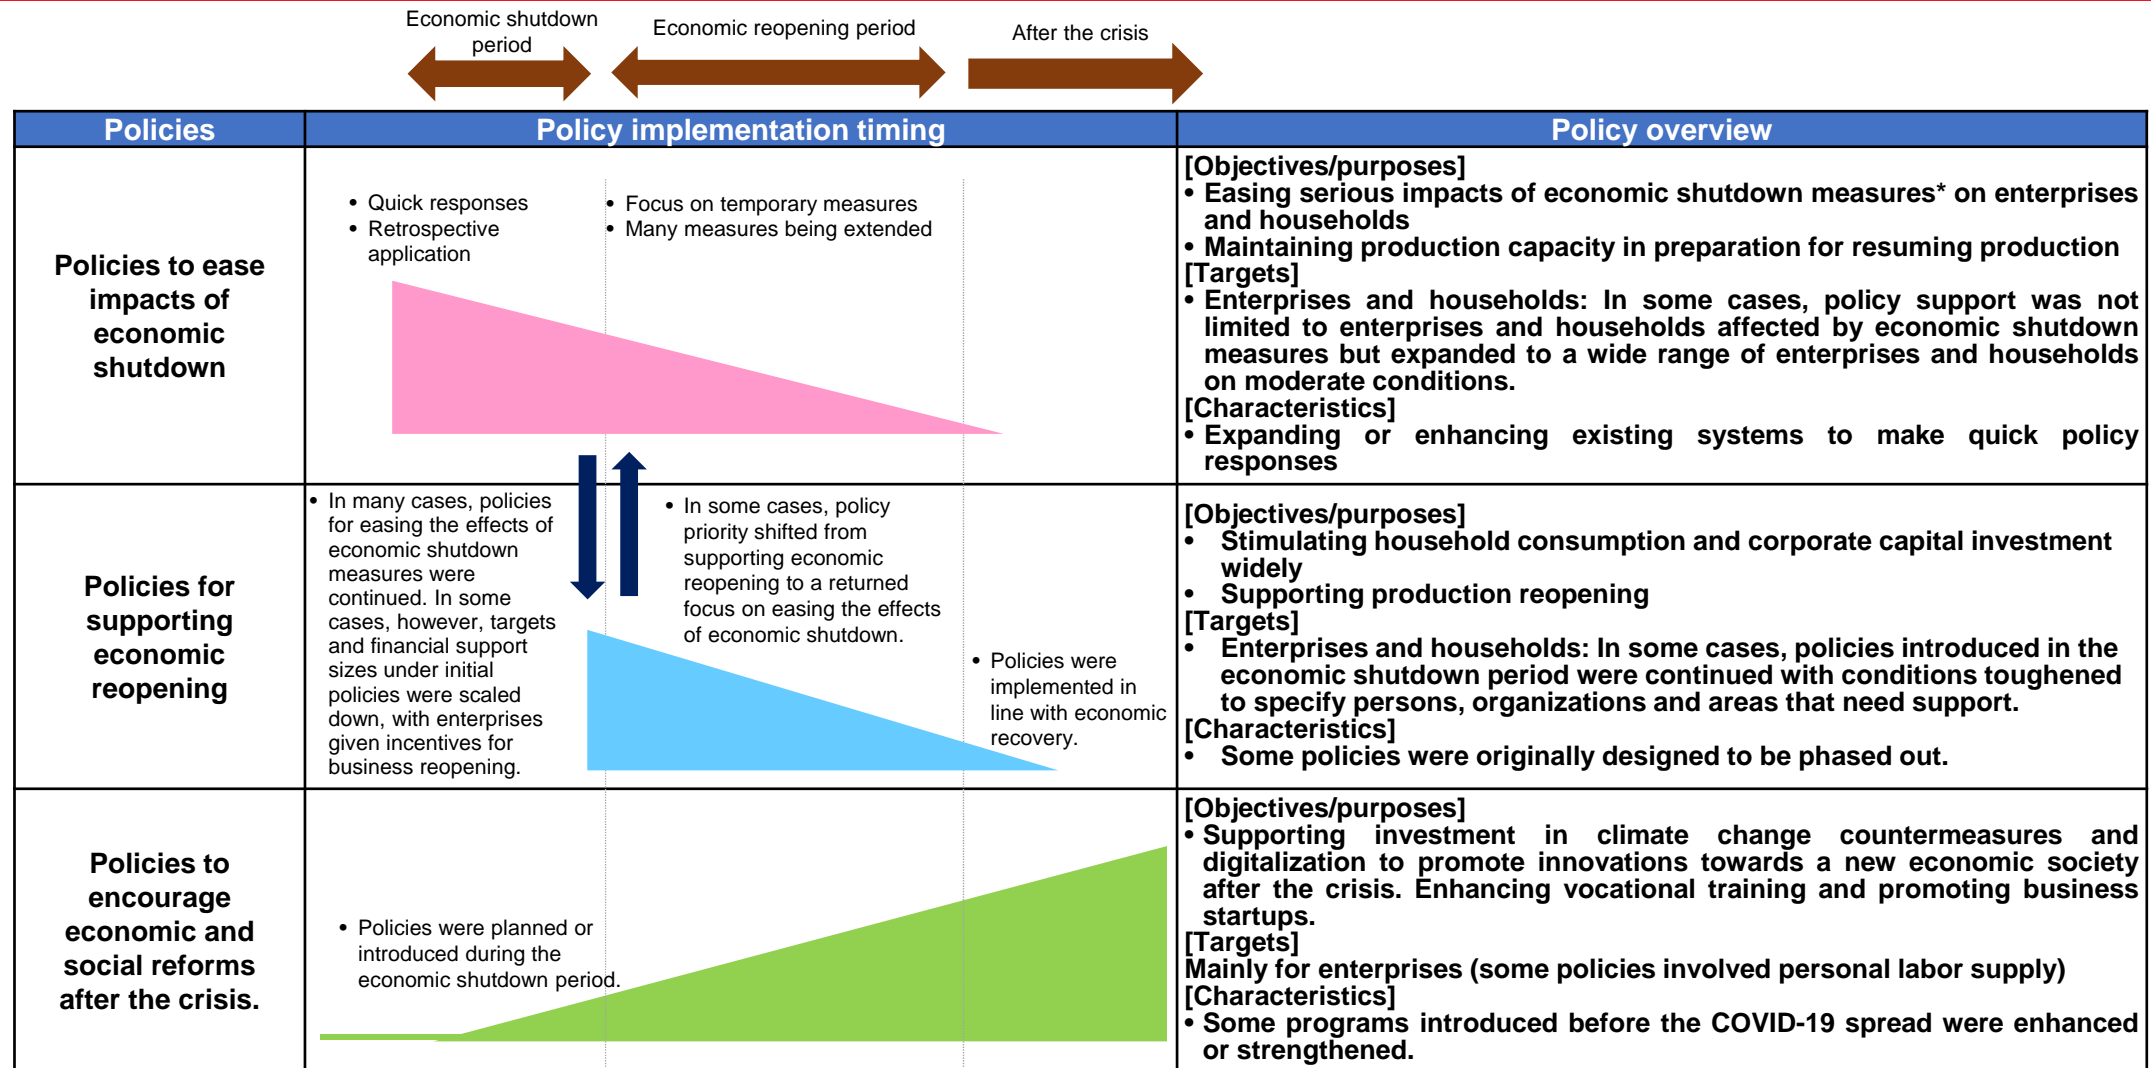 Economic shutdown
period
Economic reopening period
After the crisis
Policies
Policy implementation timing
Policy overview
Policies to ease
impacts of
economic
shutdown
• Quick responses
• Retrospective
application
• Focus on temporary measures
• Many measures being extended
[Objectives/purposes]
• Easing serious impacts of economic shutdown measures* on enterprises
and households
• Maintaining production capacity in preparation for resuming production
[Targets]
• Enterprises and households: In some cases, policy support was not
limited to enterprises and households affected by economic shutdown
measures but expanded to a wide range of enterprises and households
on moderate conditions.
[Characteristics]
• Expanding or enhancing existing systems to make quick policy
responses
Policies for
supporting
economic
reopening
• In many cases, policies
for easing the effects of
economic shutdown
measures were
continued. In some
cases, however, targets
and financial support
sizes under initial
policies were scaled
down, with enterprises
given incentives for
business reopening.
• In some cases, policy
priority shifted from
supporting economic
reopening to a returned
focus on easing the effects
of economic shutdown.
• Policies were
implemented in
line with economic
recovery.
[Objectives/purposes]
• Stimulating household consumption and corporate capital investment
widely
• Supporting production reopening
[Targets]
• Enterprises and households: In some cases, policies introduced in the
economic shutdown period were continued with conditions toughened
to specify persons, organizations and areas that need support.
[Characteristics]
• Some policies were originally designed to be phased out.
Policies to
encourage
economic and
social reforms
after the crisis.
• Policies were planned or
introduced during the
economic shutdown period.
[Objectives/purposes]
• Supporting investment in climate change countermeasures and
digitalization to promote innovations towards a new economic society
after the crisis. Enhancing vocational training and promoting business
startups.
[Targets]
Mainly for enterprises (some policies involved personal labor supply)
[Characteristics]
• Some programs introduced before the COVID-19 spread were enhanced
or strengthened.